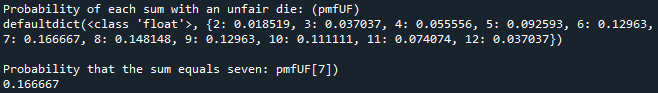 Probability of each sum with an unfair die: (pmfUF)
defaultdict(<class 'float'>, {2: 0.018519, 3: 0.037037, 4: 0.055556, 5: 0.092593, 6: 0.12963,
7: 0.166667, 8: 0.148148, 9: 0.12963, 10: 0.111111, 11: 0.074074, 12: 0.037037})
Probability that the sum equals seven: pmfUF[7])
0.166667